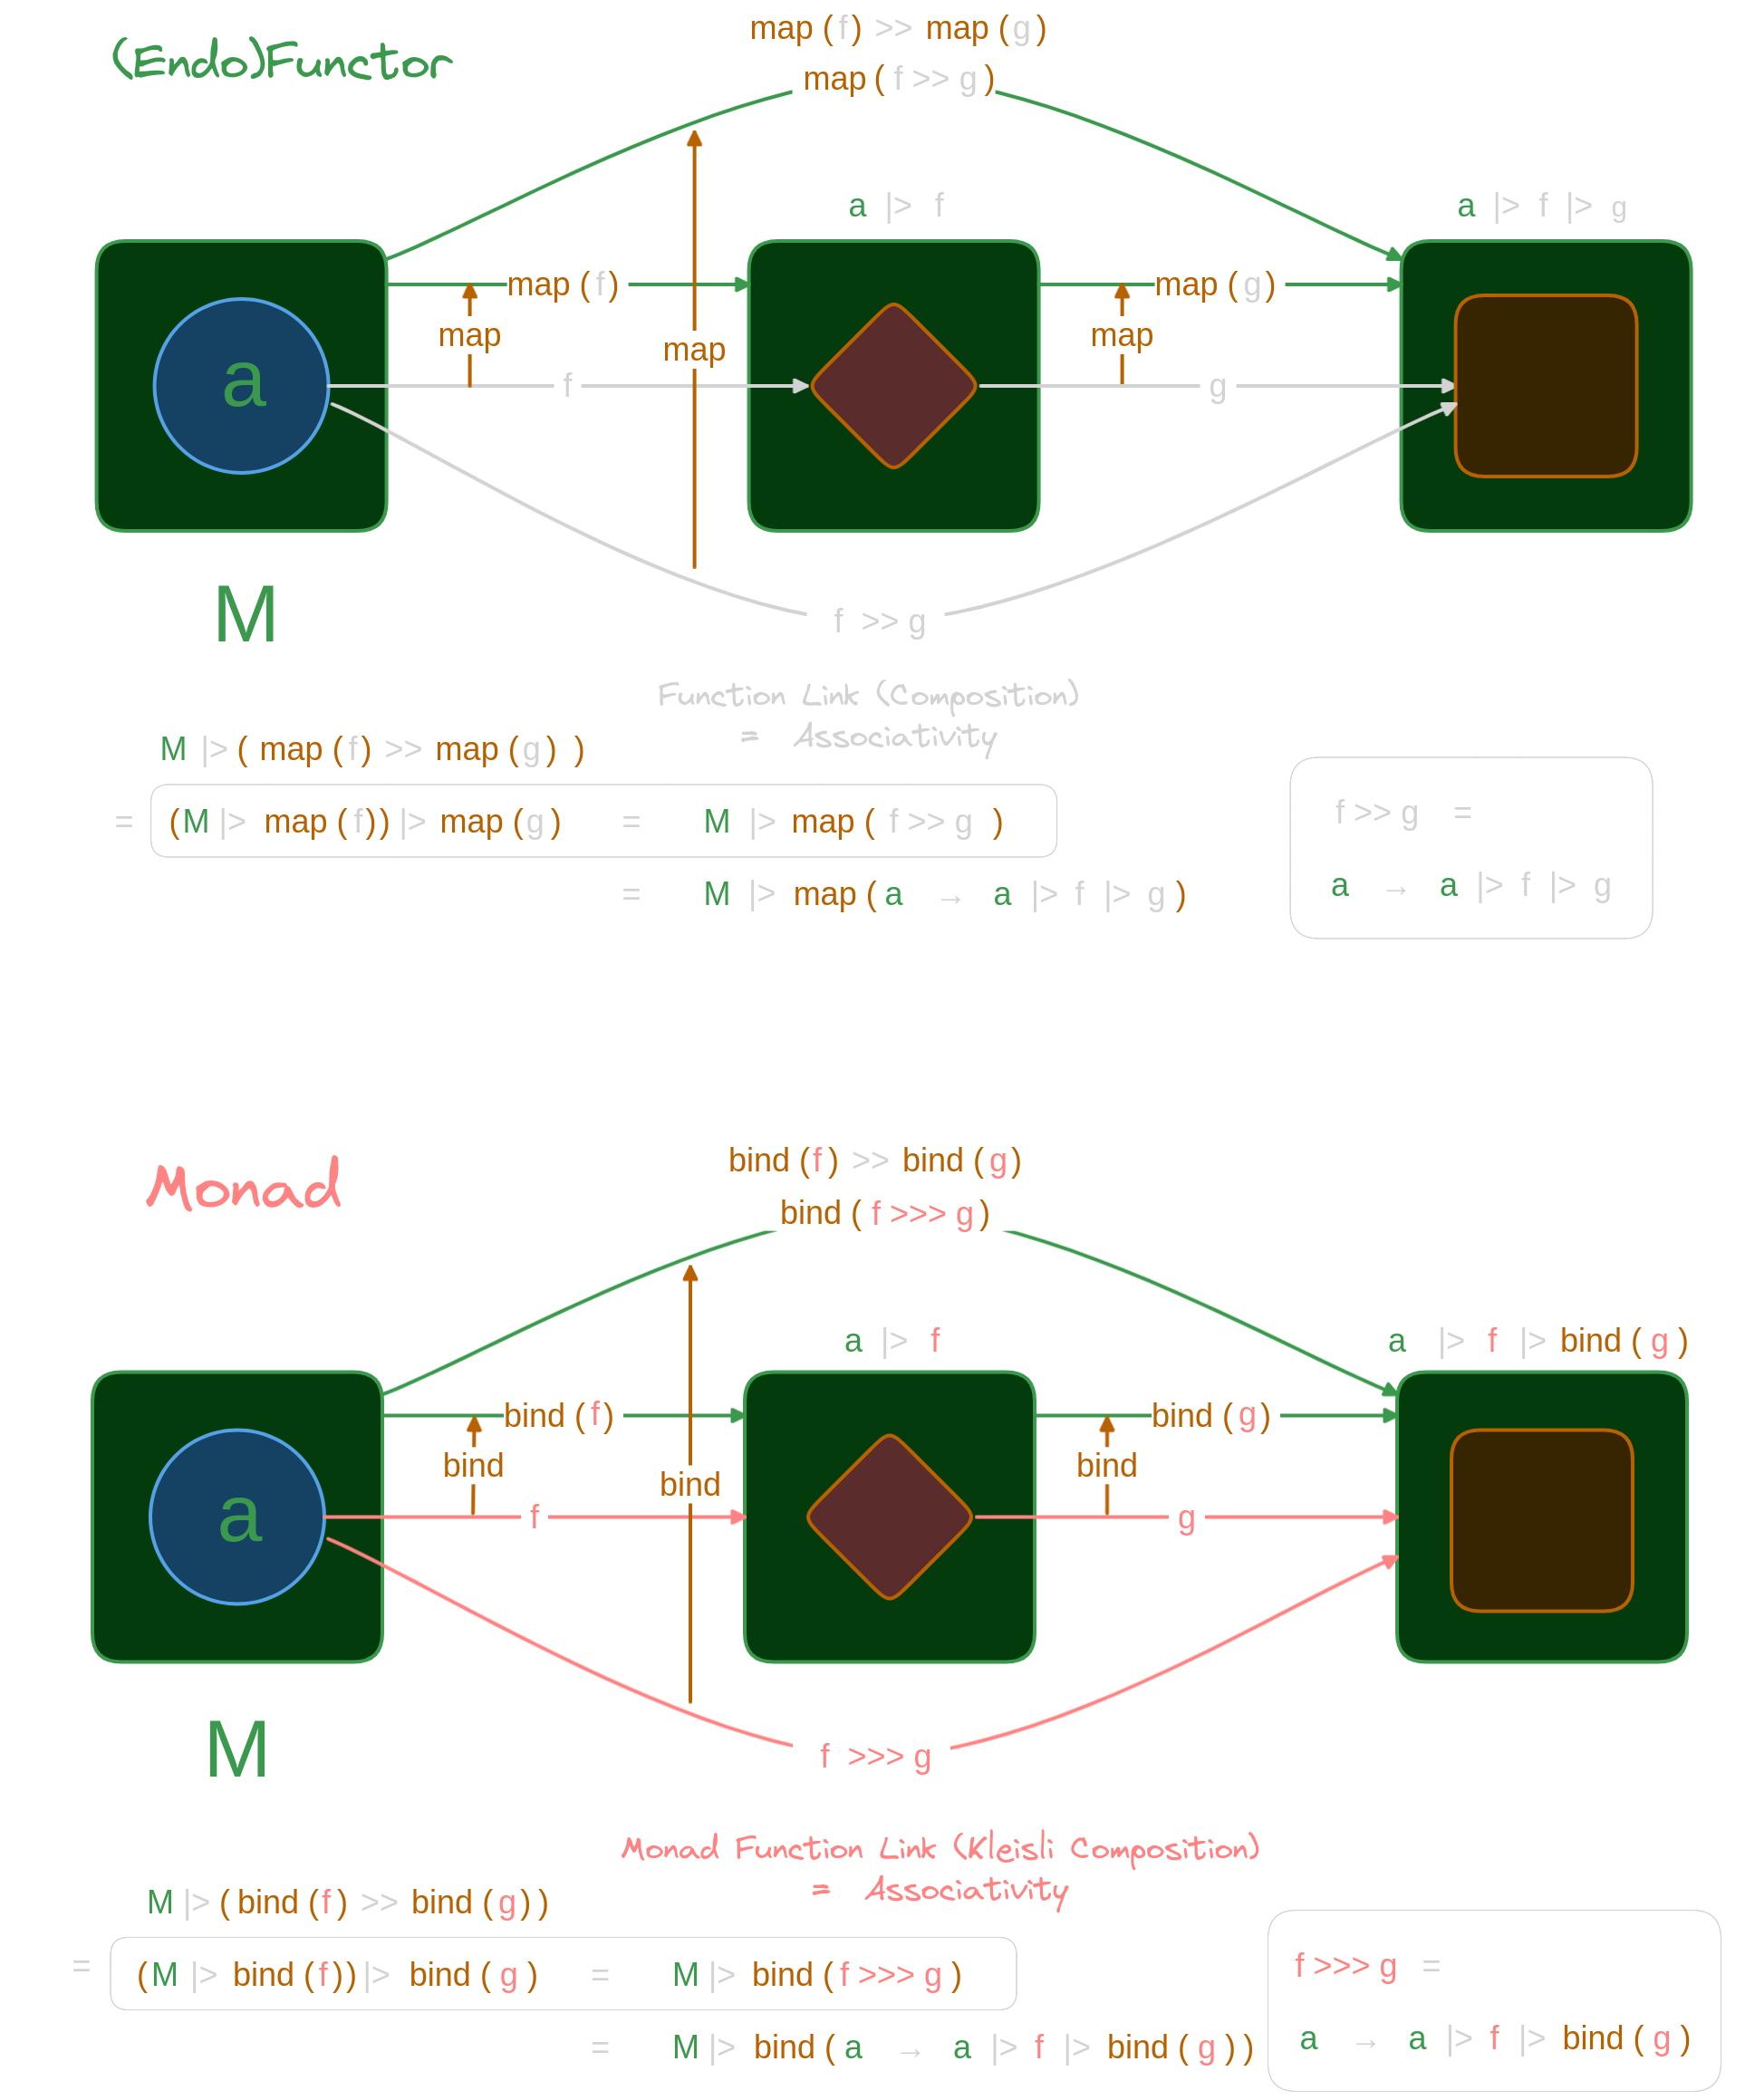 (Endo)Functor
map ( f ) >> map ( g )
map ( f >> g )
a |> f
a |> f |> g
map ( f )
map ( g )
map
map
map
a
f
g
M
f >> g
Function Link (Composition)
= Associativity
M |> ( map ( f ) >> map ( g ) )
= (M |> map ( f ) ) |> map ( g ) = M |> map ( f >> g )
= M |> map ( a → a |> f |> g )
f >> g =
a → a |> f |> g
Monad
bind ( f ) >> bind ( g )
bind ( f >>> g )
a |> f
a |> f |> bind ( g )
bind ( f )
bind ( g )
bind
bind
bind
a
f
g
M
f >>> g
Monad Function Link (Kleisli Composition)
= Associativity
M |> ( bind ( f ) >> bind ( g ) )
= (M |> bind ( f ) ) |> bind ( g ) = M |> bind ( f >>> g )
= M |> bind ( a → a |> f |> bind ( g ) )
f >>> g =
a → a |> f |> bind ( g )